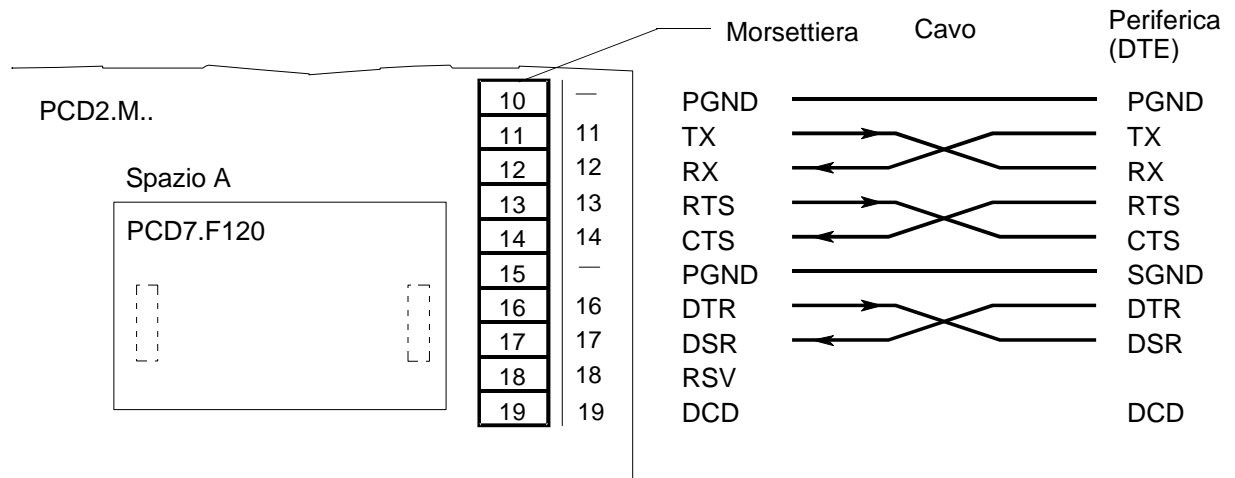 Morsettiera Cavo Periferica
(DTE)
PCD2.M..
Spazio A
PCD7.F120
10 — PGND PGND
11 11 TX TX
12 12 RX RX
13 13 RTS RTS
14 14 CTS CTS
15 — PGND SGND
16 16 DTR DTR
17 17 DSR DSR
18 18 RSV
19 19 DCD DCD